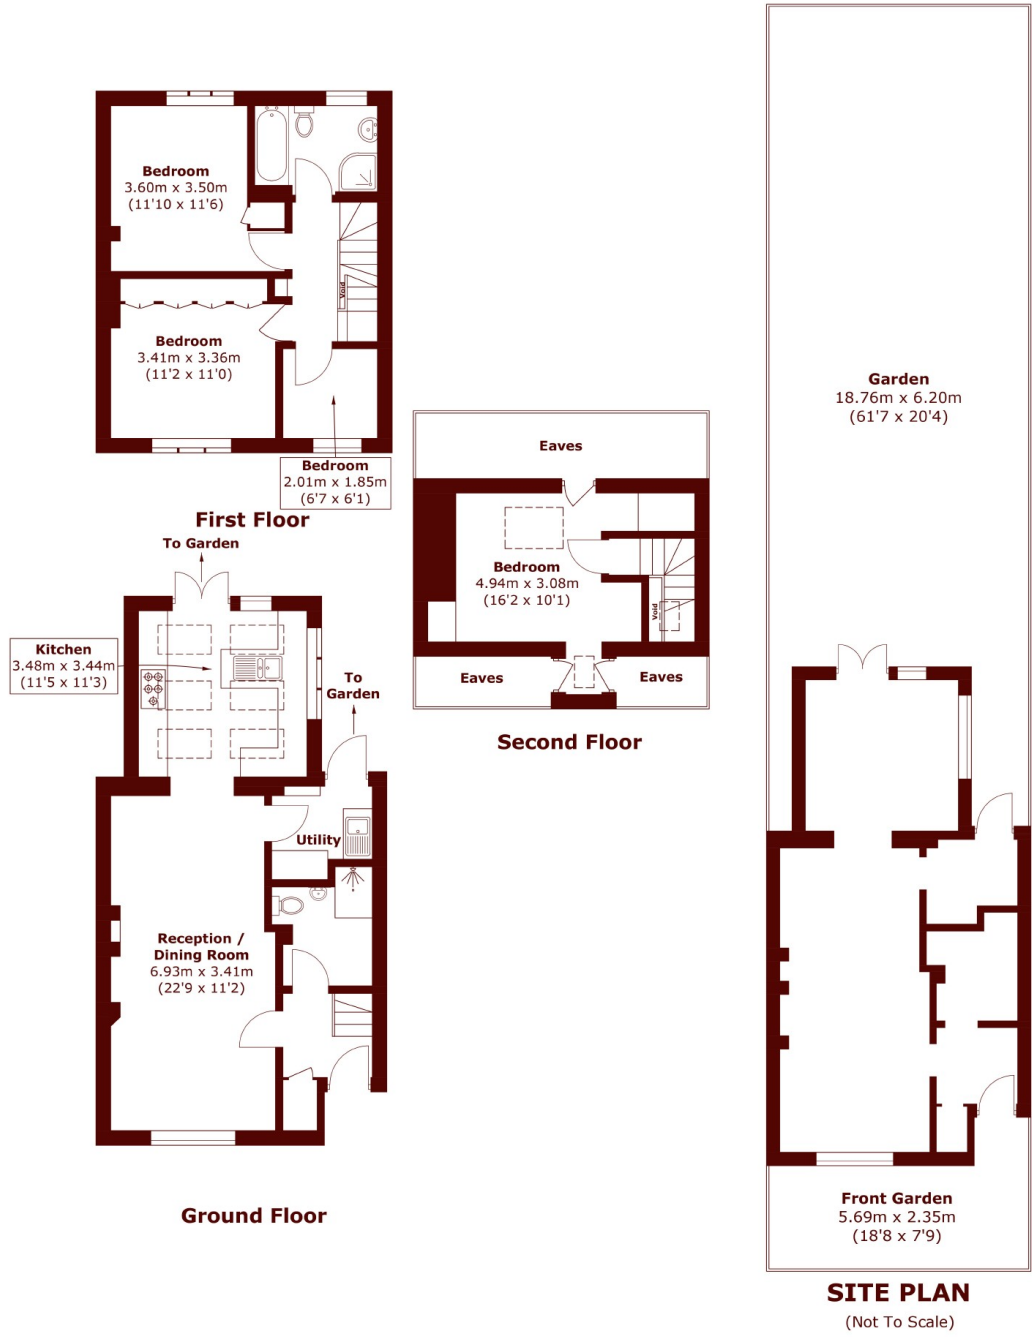 Bedroom
3.60m x 3.50m
(11'10 x 11'6)
Void
Bedroom
3.41m x 3.36m
(11'2 x 11'0)
Bedroom
2.01m x 1.85m
(6'7 x 6'1)
First Floor
To Garden
Kitchen
3.48m x 3.44m
(11'5 x 11'3)
To
Garden
Utility
Reception /
Dining Room
6.93m x 3.41m
(22'9 x 11'2)
Ground Floor
Eaves
Bedroom
4.94m x 3.08m
(16'2 x 10'1)
Void
Eaves
Eaves
Second Floor
Garden
18.76m x 6.20m
(61'7 x 20'4)
Front Garden
5.69m x 2.35m
(18'8 x 7'9)
SITE PLAN
(Not To Scale)